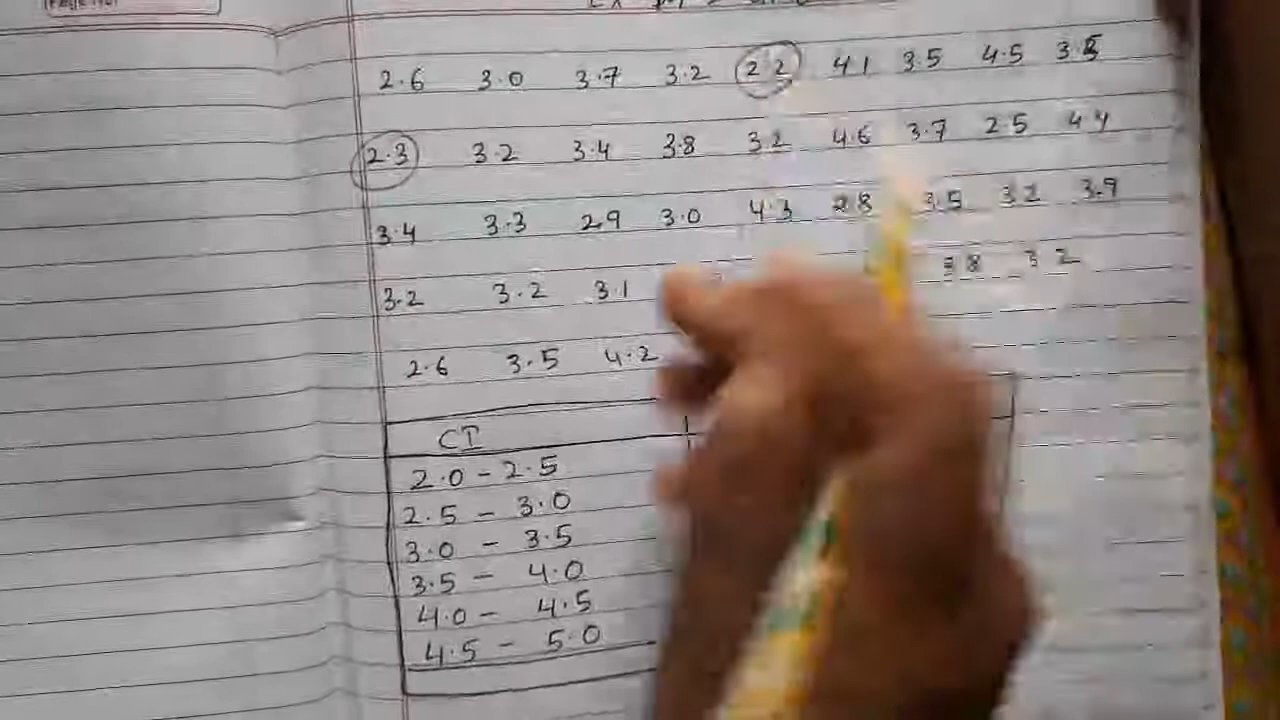 2.6 3.0 3.7 3.2 2.2 4.1 3.5 4.5
2.3 3.2 3.4 3.8 3.2 4.6 3.7 2.5 4.4
3.4 3.3 2.9 3.0 4.3 2.8 3.5 3.2 3.9
3.2 3.2 3.1 3.8 3.2
2.6 3.5 4.2
CI
2.0 - 2.5
2.5 - 3.0
3.0 - 3.5
3.5 - 4.0
4.0 - 4.5
4.5 - 5.0